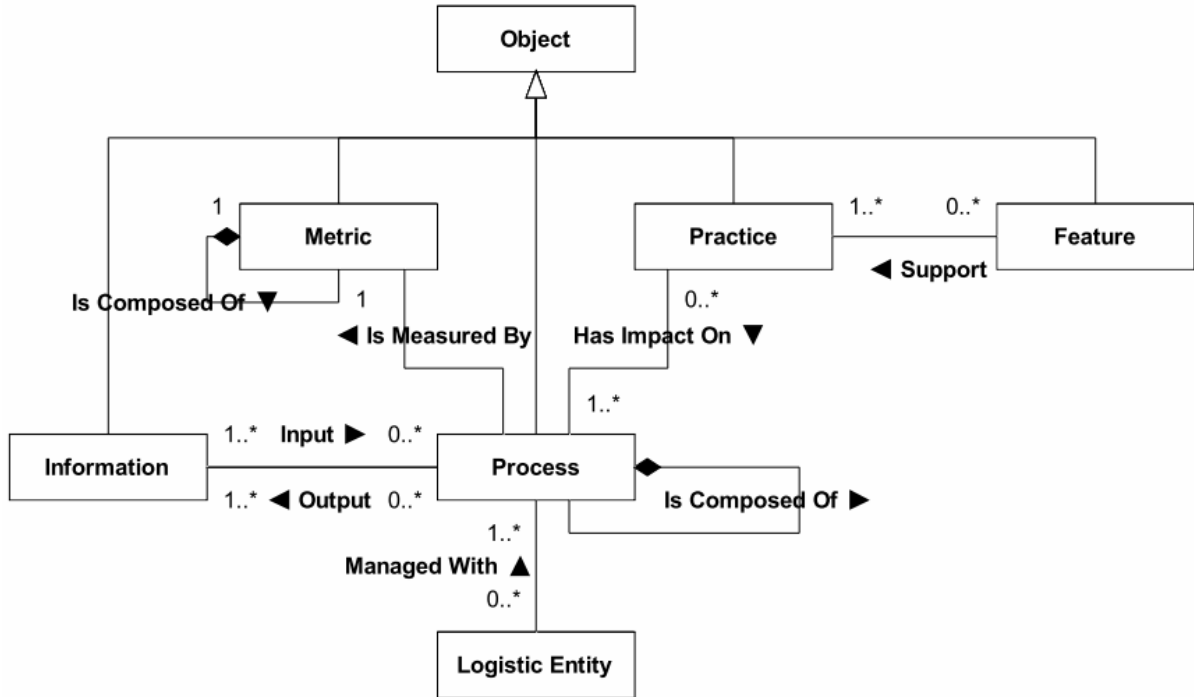 Object
1
Metric
1..*
0..*
Practice
Feature
◀ Support
Is Composed Of ▼
1
0..*
◀ Is Measured By
Has Impact On ▼
1..*
1..*
Input ▶
0..*
Information
Process
1..*
◀ Output
0..*
Is Composed Of ▶
1..*
Managed With ▲
0..*
Logistic Entity